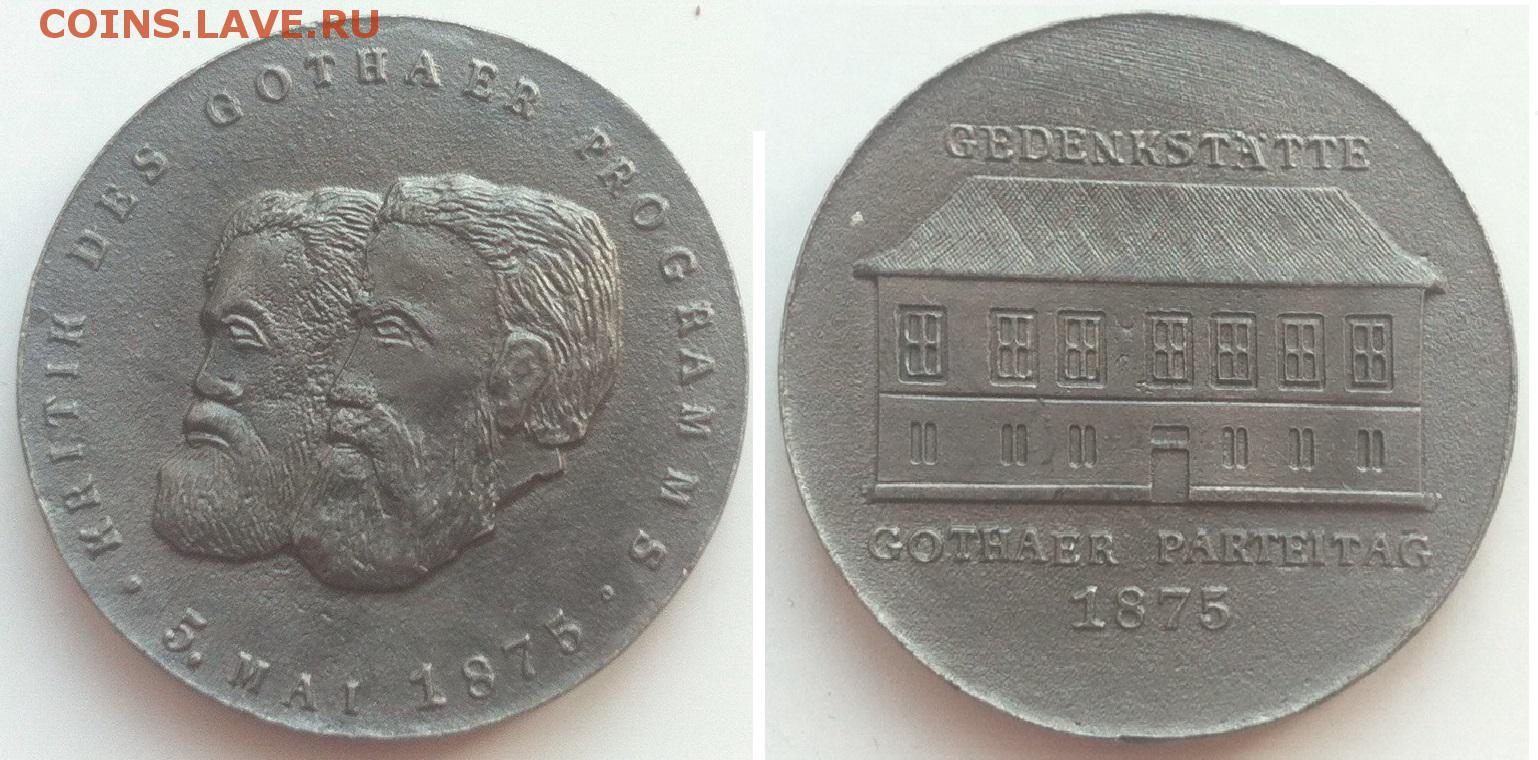 COINS.LAVE.RU
KRITIK DES GOTHAER PROGRAMMS
· 5. MAI 1875 ·
GEDENKSTÄTTE
GOTHAER PARTEITAG
1875